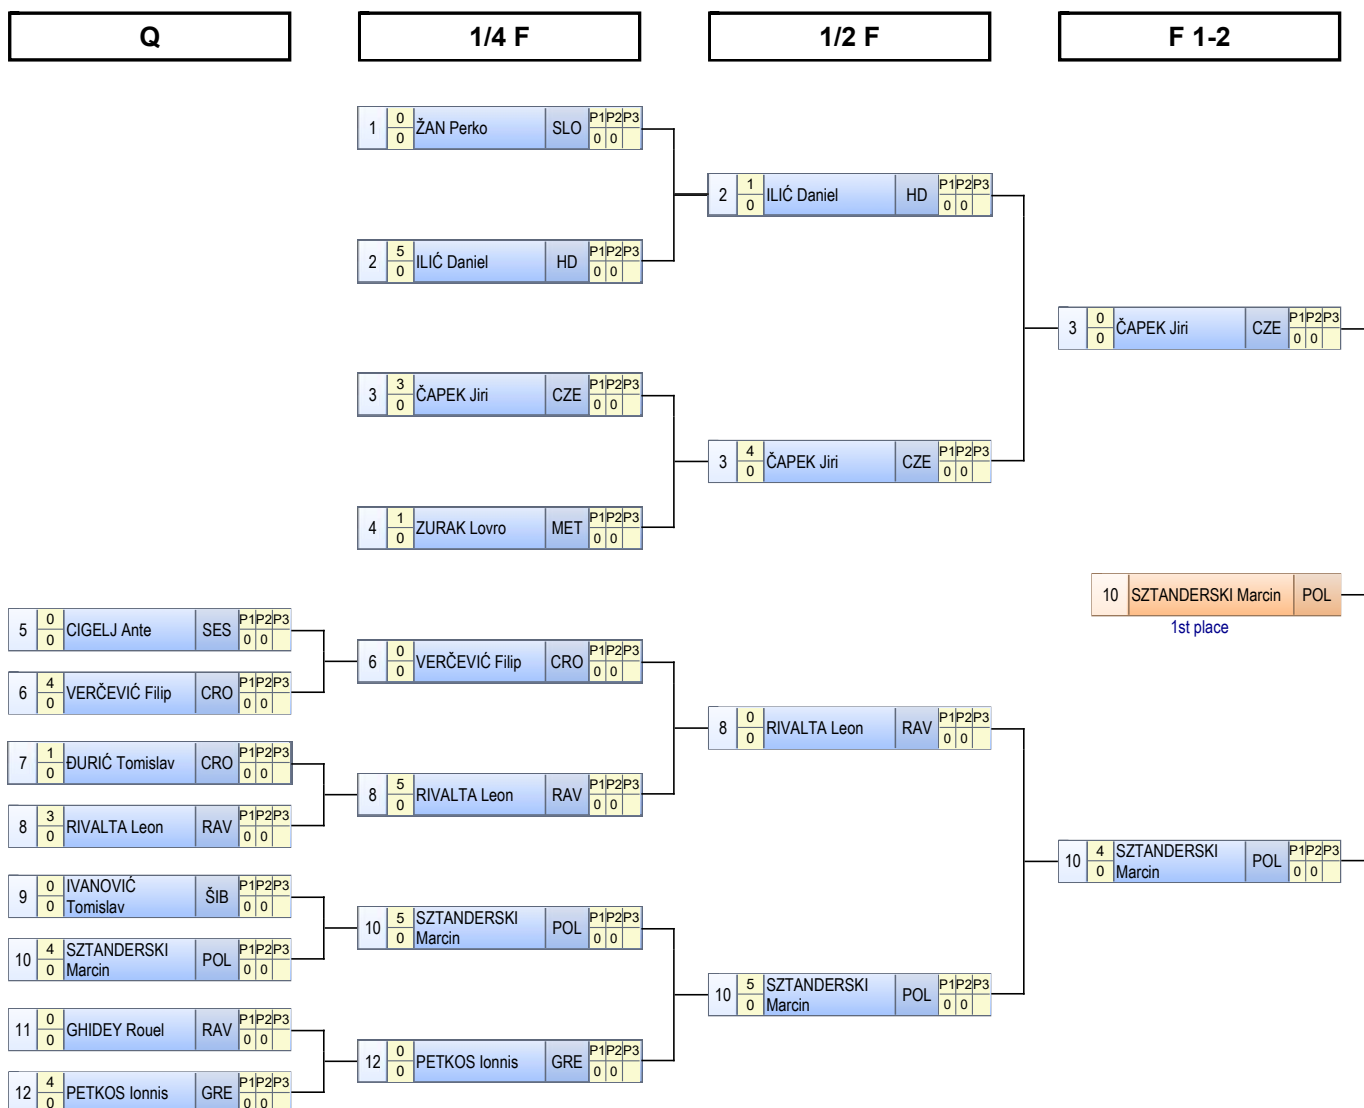 Q 1/4 F 1/2 F F 1-2
1 0 0 ŽAN Perko SLO P1 P2 P3 0 0
2 1 0 ILIĆ Daniel HD P1 P2 P3 0 0
2 5 0 ILIĆ Daniel HD P1 P2 P3 0 0
3 0 0 ČAPEK Jiri CZE P1 P2 P3 0 0
3 3 0 ČAPEK Jiri CZE P1 P2 P3 0 0
3 4 0 ČAPEK Jiri CZE P1 P2 P3 0 0
4 1 0 ZURAK Lovro MET P1 P2 P3 0 0
10 SZTANDERSKI Marcin POL
1st place
5 0 0 CIGELJ Ante SES P1 P2 P3 0 0
6 0 0 VERČEVIĆ Filip CRO P1 P2 P3 0 0
6 4 0 VERČEVIĆ Filip CRO P1 P2 P3 0 0
8 0 0 RIVALTA Leon RAV P1 P2 P3 0 0
7 1 0 ĐURIĆ Tomislav CRO P1 P2 P3 0 0
8 5 0 RIVALTA Leon RAV P1 P2 P3 0 0
8 3 0 RIVALTA Leon RAV P1 P2 P3 0 0
10 4 0 SZTANDERSKI
Marcin POL P1 P2 P3 0 0
9 0 0 IVANOVIĆ
Tomislav ŠIB P1 P2 P3 0 0
10 5 0 SZTANDERSKI
Marcin POL P1 P2 P3 0 0
10 4 0 SZTANDERSKI
Marcin POL P1 P2 P3 0 0
10 5 0 SZTANDERSKI
Marcin POL P1 P2 P3 0 0
11 0 0 GHIDEY Rouel RAV P1 P2 P3 0 0
12 0 0 PETKOS Ionnis GRE P1 P2 P3 0 0
12 4 0 PETKOS Ionnis GRE P1 P2 P3 0 0